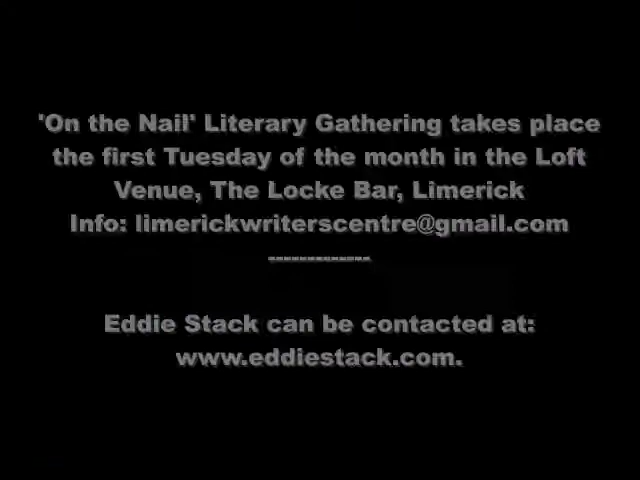 'On the Nail' Literary Gathering takes place
the first Tuesday of the month in the Loft
Venue, The Locke Bar, Limerick
Info: limerickwriterscentre@gmail.com
-------------
Eddie Stack can be contacted at:
www.eddiestack.com.